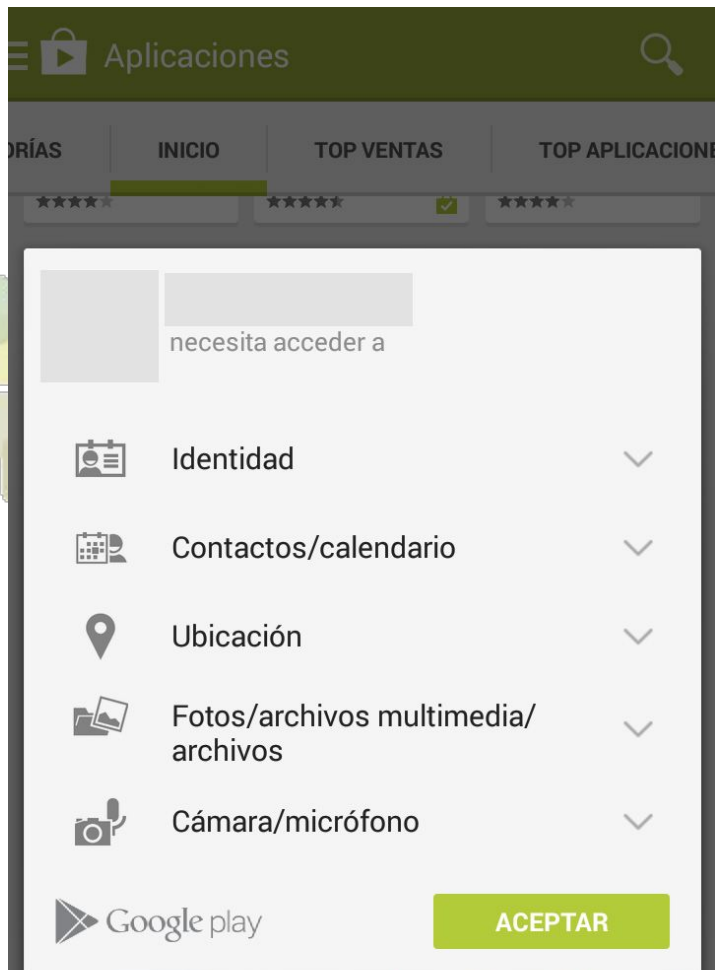 Aplicaciones
ORÍAS
INICIO
TOP VENTAS
TOP APLICACIONE
necesita acceder a
Identidad
Contactos/calendario
Ubicación
Fotos/archivos multimedia/
archivos
Cámara/micrófono
Google play
ACEPTAR